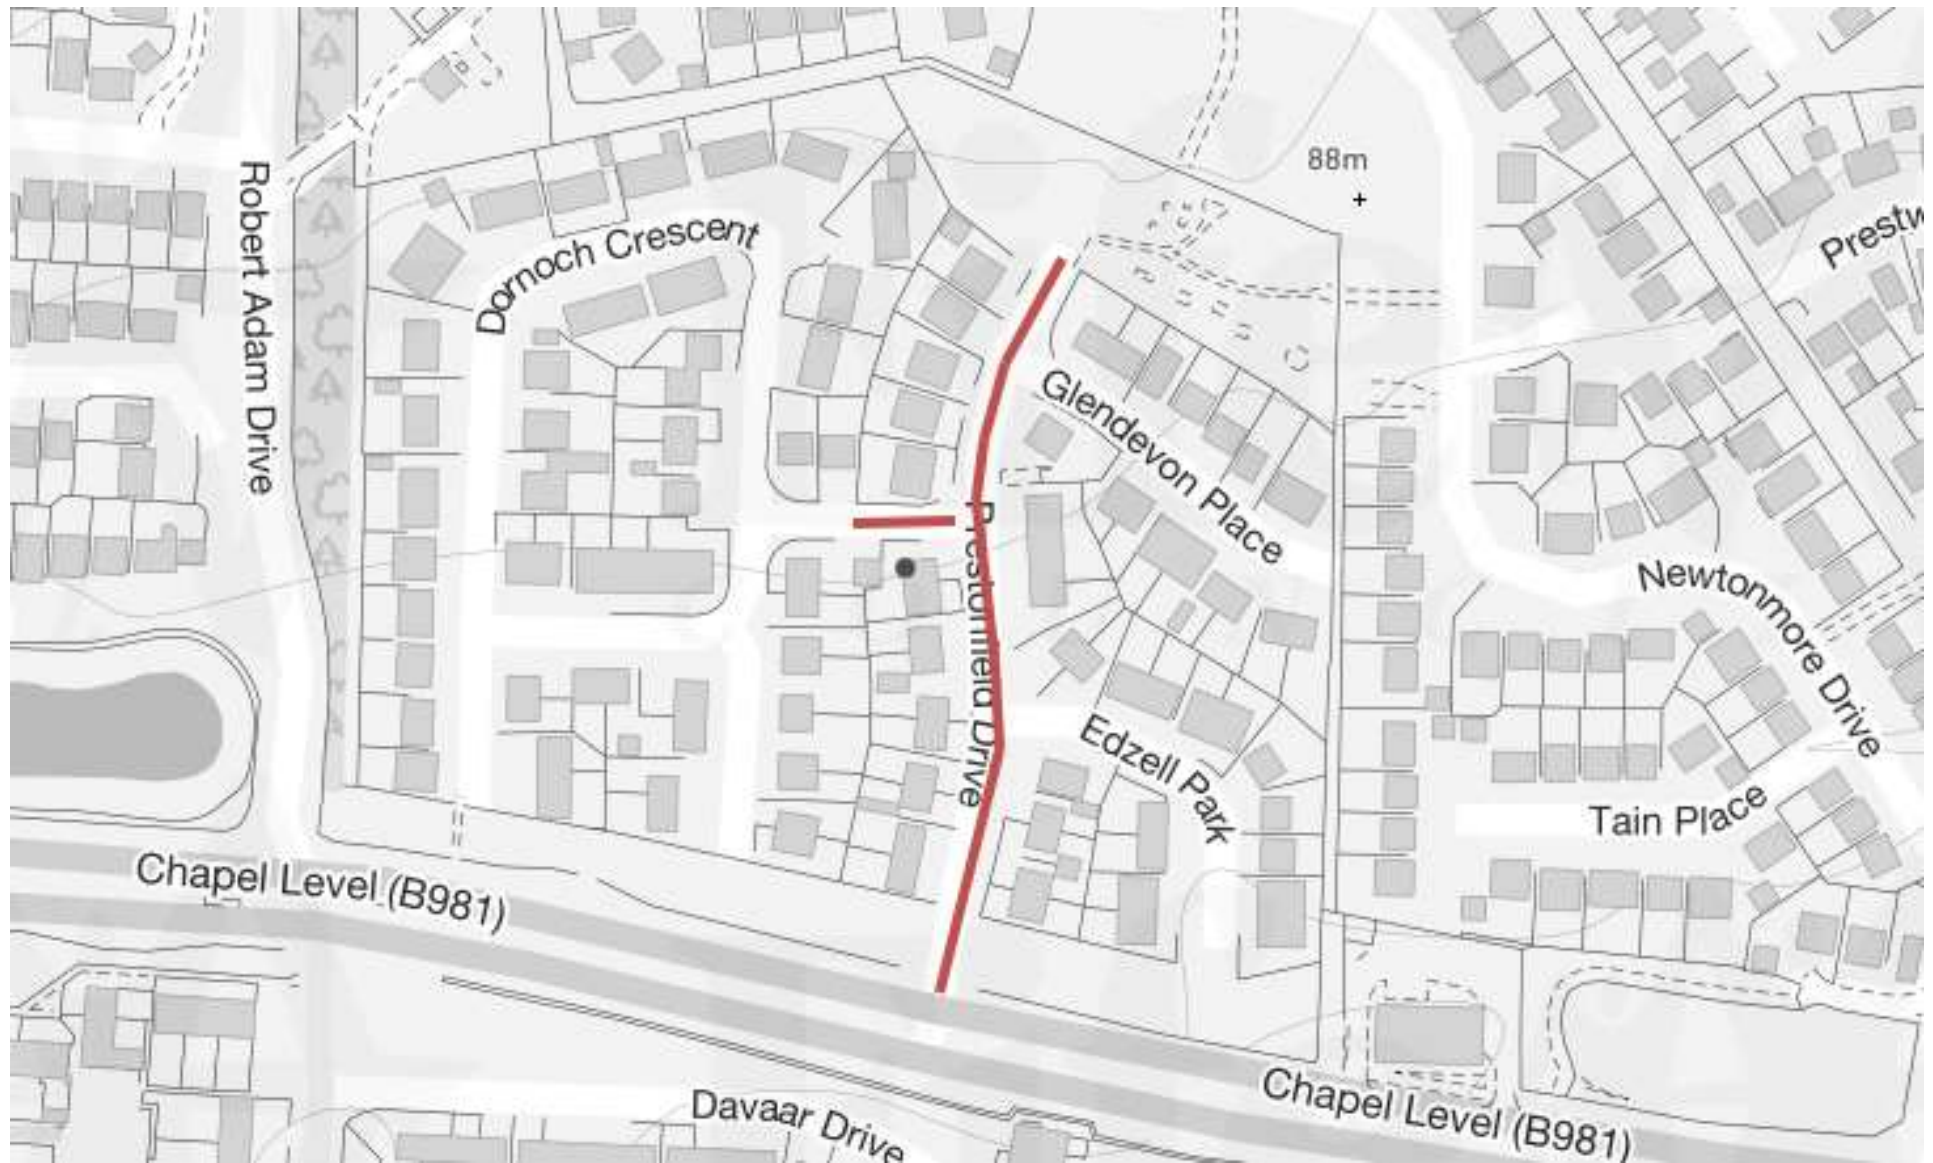 88m
Robert Adam Drive
Dornoch Crescent
Prestw
Glendevon Place
Prestonfield Drive
Newtonmore Drive
Edzell Park
Tain Place
Chapel Level (B981)
Chapel Level (B981)
Davaar Drive